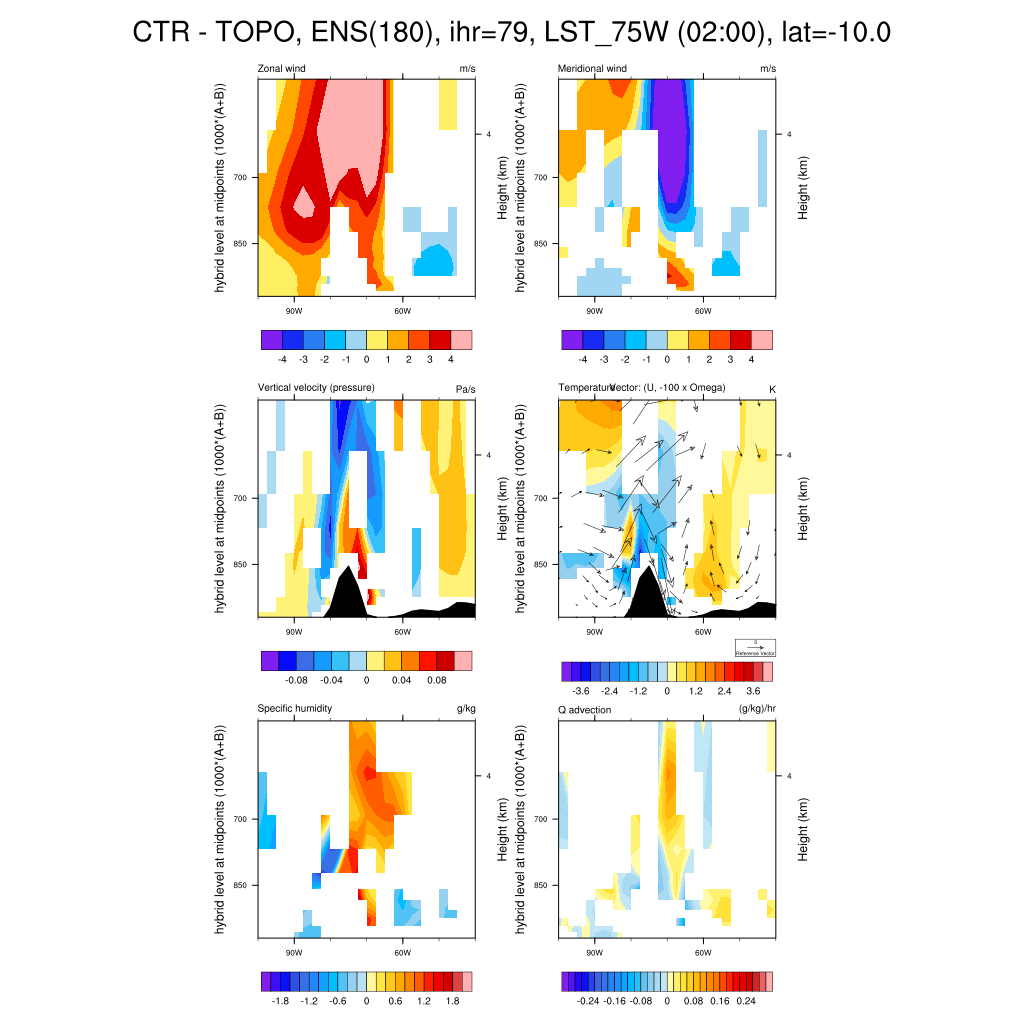 CTR - TOPO, ENS(180), ihr=79, LST_75W (02:00), lat=-10.0
Zonal wind m/s
hybrid level at midpoints (1000*(A+B))
700
850
4
Height (km)
90W 60W
-4 -3 -2 -1 0 1 2 3 4
Meridional wind m/s
hybrid level at midpoints (1000*(A+B))
700
850
4
Height (km)
90W 60W
-4 -3 -2 -1 0 1 2 3 4
Vertical velocity (pressure) Pa/s
hybrid level at midpoints (1000*(A+B))
700
850
4
Height (km)
90W 60W
-0.08 -0.04 0 0.04 0.08
Temperature Vector: (U, -100 x Omega) K
hybrid level at midpoints (1000*(A+B))
700
850
4
Height (km)
90W 60W
3
Reference Vector
-3.6 -2.4 -1.2 0 1.2 2.4 3.6
Specific humidity g/kg
hybrid level at midpoints (1000*(A+B))
700
850
4
Height (km)
90W 60W
-1.8 -1.2 -0.6 0 0.6 1.2 1.8
Q advection (g/kg)/hr
hybrid level at midpoints (1000*(A+B))
700
850
4
Height (km)
90W 60W
-0.24 -0.16 -0.08 0 0.08 0.16 0.24